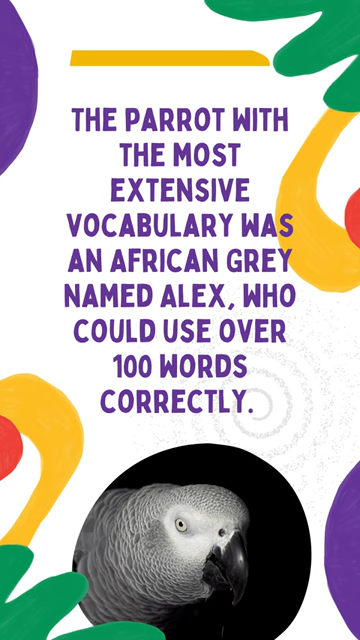 THE PARROT WITH
THE MOST
EXTENSIVE
VOCABULARY WAS
AN AFRICAN GREY
NAMED ALEX, WHO
COULD USE OVER
100 WORDS
CORRECTLY.